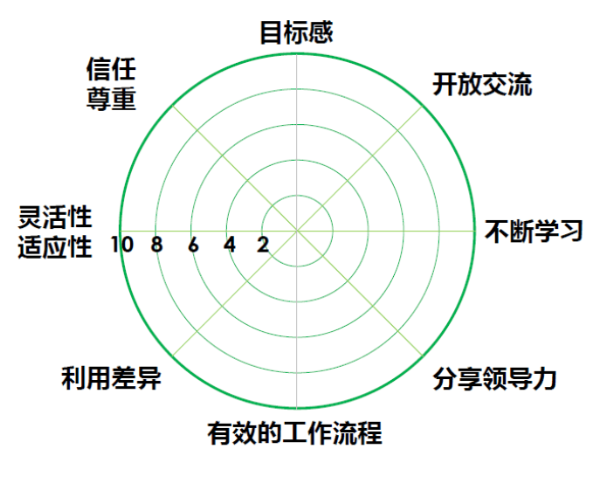 目标感
信任
尊重
开放交流
灵活性
适应性
10 8 6 4 2
不断学习
利用差异
分享领导力
有效的工作流程